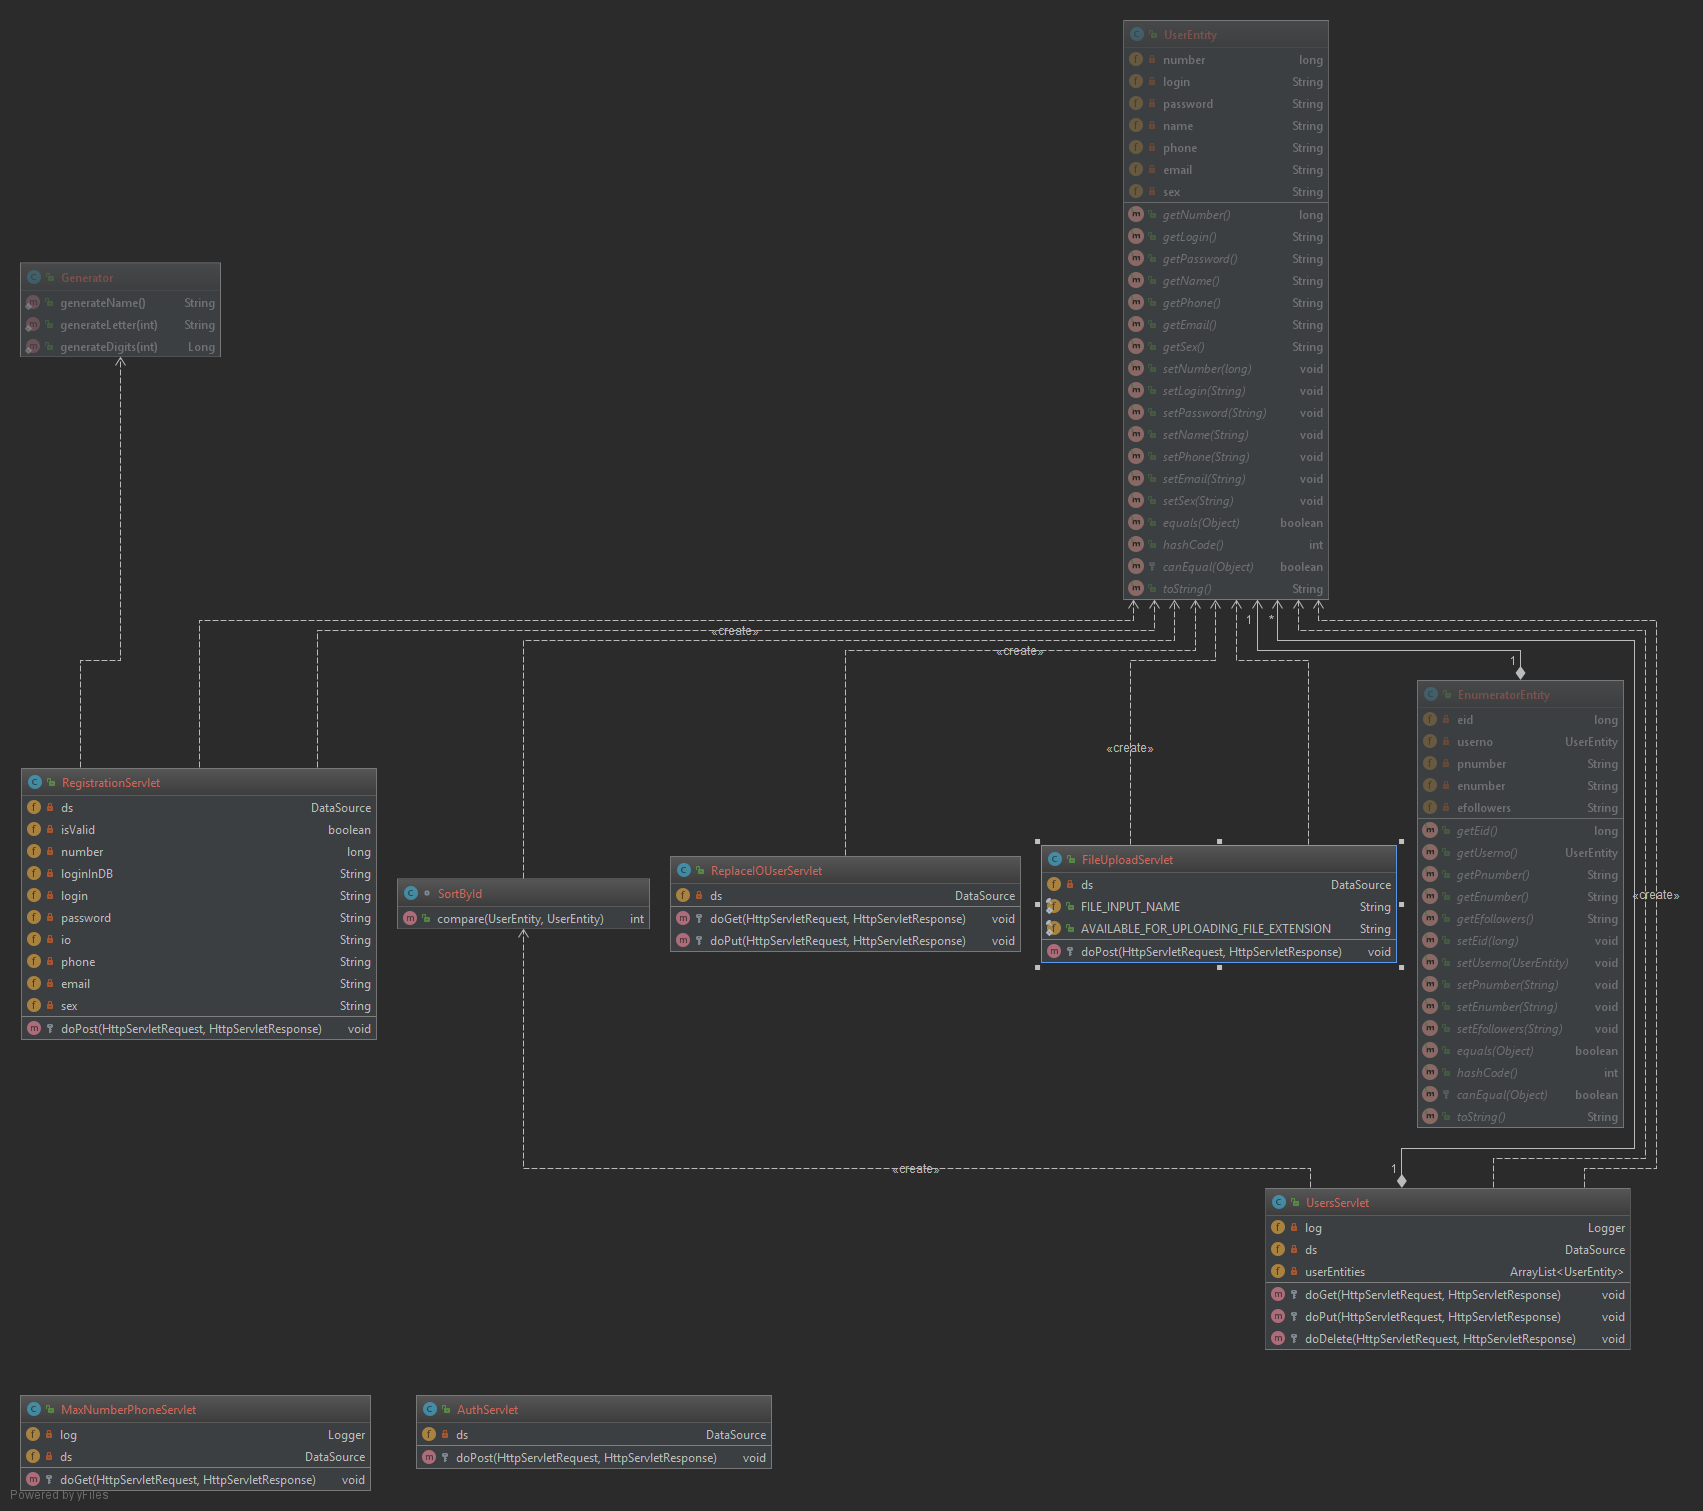 UserEntity
number long
login String
password String
name String
phone String
email String
sex String
getNumber() long
getLogin() String
getPassword() String
getName() String
getPhone() String
getEmail() String
getSex() String
setNumber(long) void
setLogin(String) void
setPassword(String) void
setName(String) void
setPhone(String) void
setEmail(String) void
setSex(String) void
equals(Object) boolean
hashCode() int
canEqual(Object) boolean
toString() String
Generator
generateName() String
generateLetter(int) String
generateDigits(int) Long
1
*
«create»
«create»
1
«create»
«create»
EnumeratorEntity
eid long
userno UserEntity
pnumber String
enumber String
efollowers String
getEid() long
getUserno() UserEntity
getPnumber() String
getEnumber() String
getEfollowers() String
setEid(long) void
setUserno(UserEntity) void
setPnumber(String) void
setEnumber(String) void
setEfollowers(String) void
equals(Object) boolean
hashCode() int
canEqual(Object) boolean
toString() String
RegistrationServlet
ds DataSource
isValid boolean
number long
loginInDB String
login String
password String
io String
phone String
email String
sex String
doPost(HttpServletRequest, HttpServletResponse) void
SortById
compare(UserEntity, UserEntity) int
ReplaceIOUserServlet
ds DataSource
doGet(HttpServletRequest, HttpServletResponse) void
doPut(HttpServletRequest, HttpServletResponse) void
FileUploadServlet
ds DataSource
FILE_INPUT_NAME String
AVAILABLE_FOR_UPLOADING_FILE_EXTENSION String
doPost(HttpServletRequest, HttpServletResponse) void
«create»
1
UsersServlet
log Logger
ds DataSource
userEntities ArrayList<UserEntity>
doGet(HttpServletRequest, HttpServletResponse) void
doPut(HttpServletRequest, HttpServletResponse) void
doDelete(HttpServletRequest, HttpServletResponse) void
MaxNumberPhoneServlet
log Logger
ds DataSource
doGet(HttpServletRequest, HttpServletResponse) void
AuthServlet
ds DataSource
doPost(HttpServletRequest, HttpServletResponse) void
Powered by yFiles